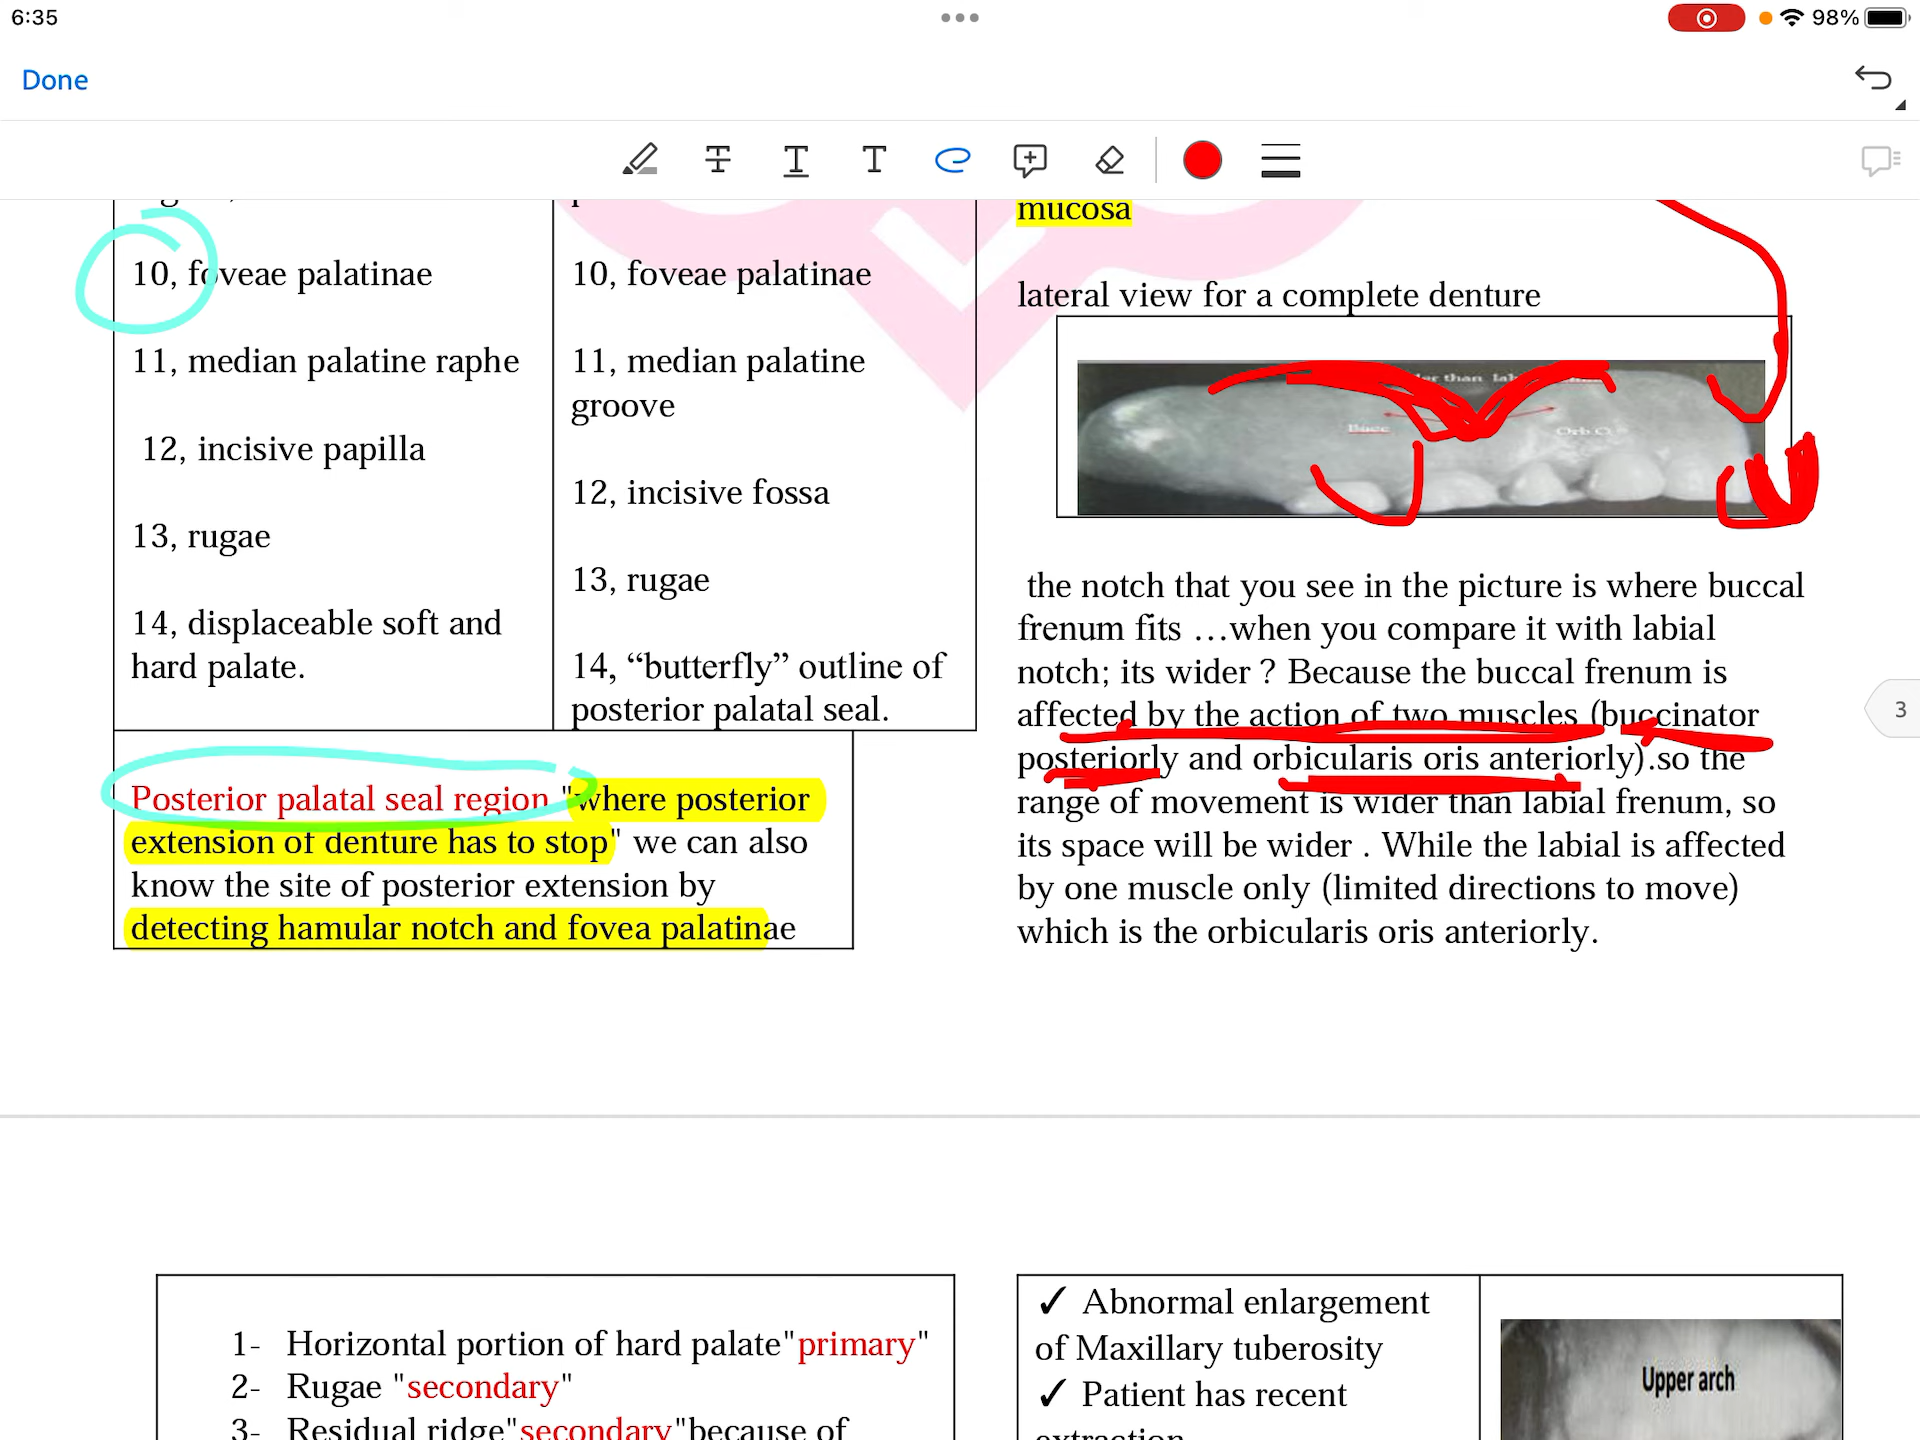 6:35
98%
Done
10, foveae palatinae
11, median palatine raphe
12, incisive papilla
13, rugae
14, displaceable soft and
hard palate.
10, foveae palatinae
11, median palatine
groove
12, incisive fossa
13, rugae
14, “butterfly” outline of
posterior palatal seal.
Posterior palatal seal region "where posterior
extension of denture has to stop" we can also
know the site of posterior extension by
detecting hamular notch and fovea palatinae
mucosa
lateral view for a complete denture
than
Bucc
the notch that you see in the picture is where buccal
frenum fits …when you compare it with labial
notch; its wider ? Because the buccal frenum is
affected by the action of two muscles (buccinator
posteriorly and orbicularis oris anteriorly).so the
range of movement is wider than labial frenum, so
its space will be wider . While the labial is affected
by one muscle only (limited directions to move)
which is the orbicularis oris anteriorly.
3
1- Horizontal portion of hard palate"primary"
2- Rugae "secondary"
3- Residual ridge"secondary"because of
✓ Abnormal enlargement
of Maxillary tuberosity
✓ Patient has recent
extraction
Upper arch